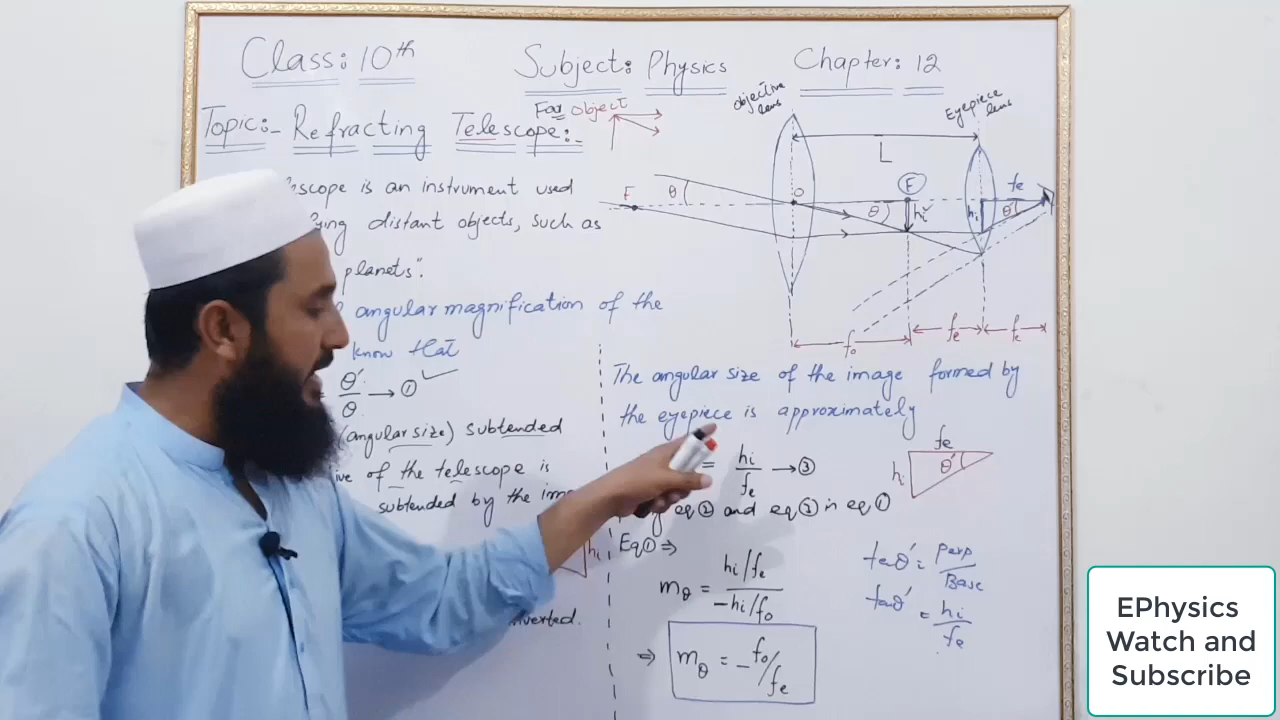 Class: 10th
Subject: Physics
Chapter: 12
Topic:- Refracting Telescope:-
For object
objective lens
Eyepiece lens
L
θ
F
O
θ
F
hi
hi
fe
θ'
fo
fe
fe
scope is an instrument used
ying distant objects, such as
planets".
angular magnification of the
know that
= θ'/θ → ①
(angular size) subtended
ive of the telescope is
subtended by the ima
hi
verted.
The angular size of the image formed by
the eyepiece is approximately
= hi/fe → ③
eq ② and eq ③ in eq ①
Eq① ⇒
mθ = hi/fe / -hi/fo
⇒ mθ = -fo/fe
fe
hi
θ'
tanθ' = Perp/Base
tanθ' = hi/fe
EPhysics
Watch and
Subscribe